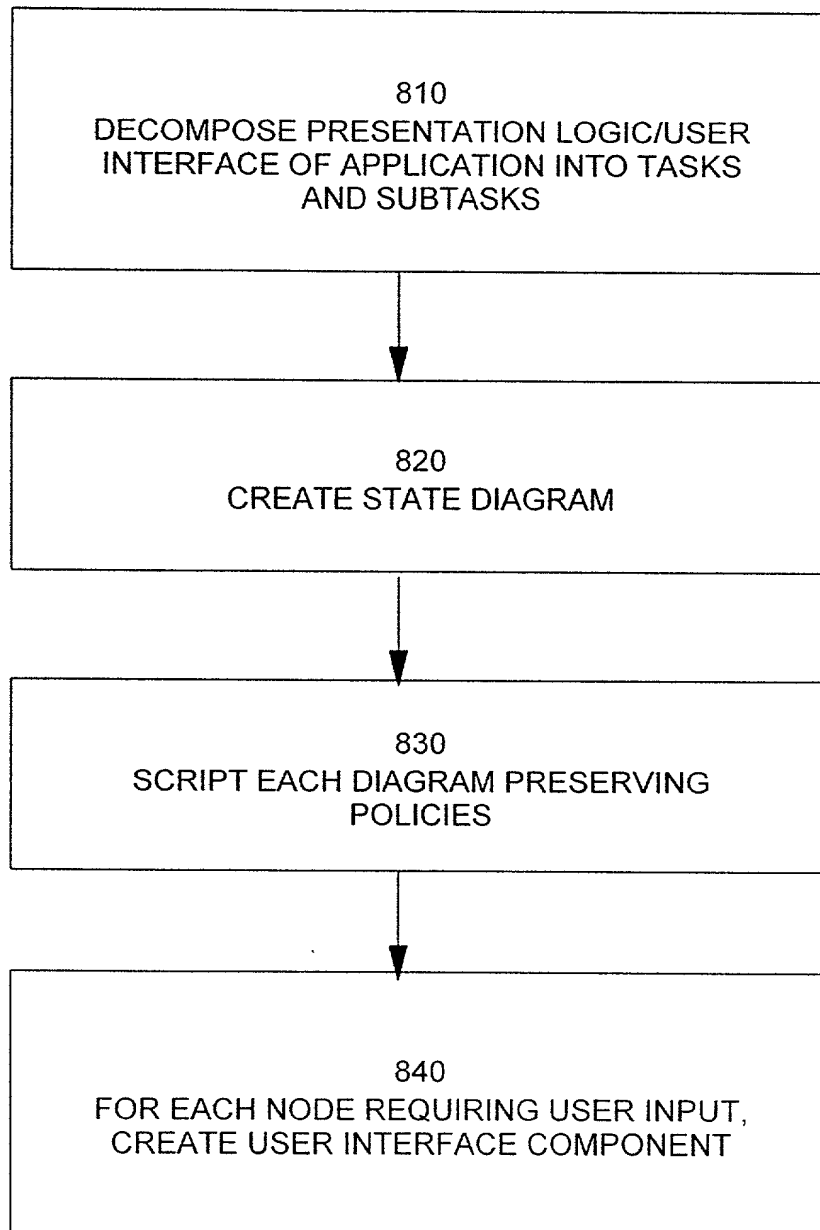 810
DECOMPOSE PRESENTATION LOGIC/USER
INTERFACE OF APPLICATION INTO TASKS
AND SUBTASKS
820
CREATE STATE DIAGRAM
830
SCRIPT EACH DIAGRAM PRESERVING
POLICIES
840
FOR EACH NODE REQUIRING USER INPUT,
CREATE USER INTERFACE COMPONENT